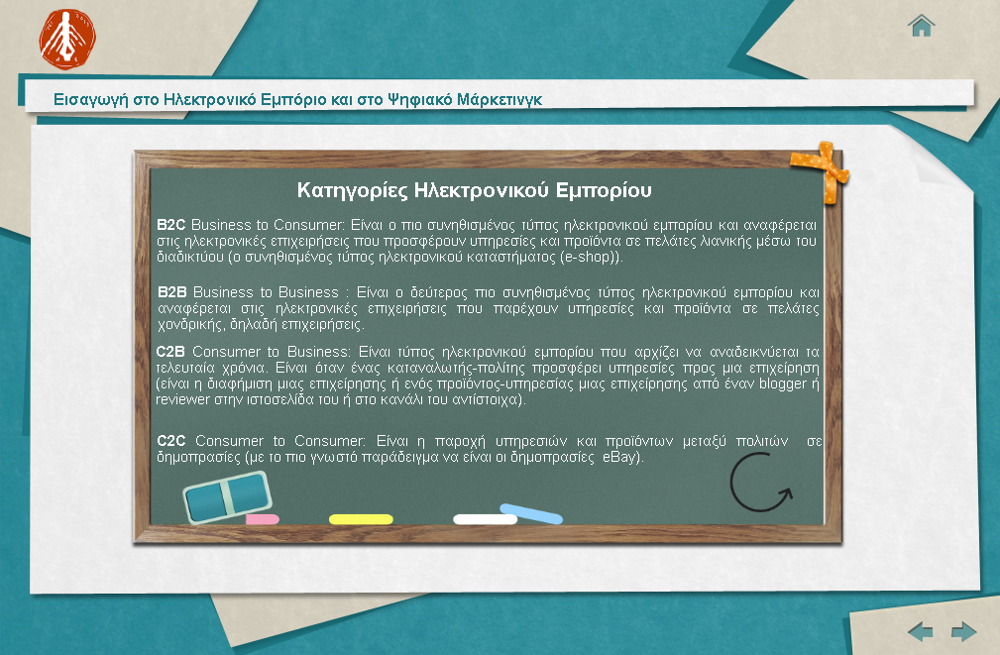 Εισαγωγή στο Ηλεκτρονικό Εμπόριο και στο Ψηφιακό Μάρκετινγκ
Κατηγορίες Ηλεκτρονικού Εμπορίου
B2C Business to Consumer: Είναι ο πιο συνηθισμένος τύπος ηλεκτρονικού εμπορίου και αναφέρεται
στις ηλεκτρονικές επιχειρήσεις που προσφέρουν υπηρεσίες και προϊόντα σε πελάτες λιανικής μέσω του
διαδικτύου (ο συνηθισμένος τύπος ηλεκτρονικού καταστήματος (e-shop)).
B2B Business to Business : Είναι ο δεύτερος πιο συνηθισμένος τύπος ηλεκτρονικού εμπορίου και
αναφέρεται στις ηλεκτρονικές επιχειρήσεις που παρέχουν υπηρεσίες και προϊόντα σε πελάτες
χονδρικής, δηλαδή επιχειρήσεις.
C2B Consumer to Business: Είναι τύπος ηλεκτρονικού εμπορίου που αρχίζει να αναδεικνύεται τα
τελευταία χρόνια. Είναι όταν ένας καταναλωτής-πολίτης προσφέρει υπηρεσίες προς μια επιχείρηση
(είναι η διαφήμιση μιας επιχείρησης ή ενός προϊόντος-υπηρεσίας μιας επιχείρησης από έναν blogger ή
reviewer στην ιστοσελίδα του ή στο κανάλι του αντίστοιχα).
C2C Consumer to Consumer: Είναι η παροχή υπηρεσιών και προϊόντων μεταξύ πολιτών σε
δημοπρασίες (με το πιο γνωστό παράδειγμα να είναι οι δημοπρασίες eBay).